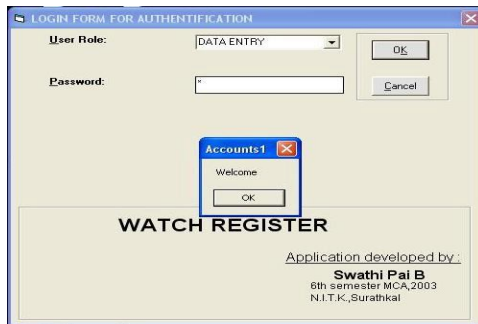 LOGIN FORM FOR AUTHENTIFICATION
User Role:
DATA ENTRY
OK
Password:
*
Cancel
Accounts1
Welcome
OK
WATCH REGISTER
Application developed by :
Swathi Pai B
6th semester MCA,2003
N.I.T.K.,Surathkal